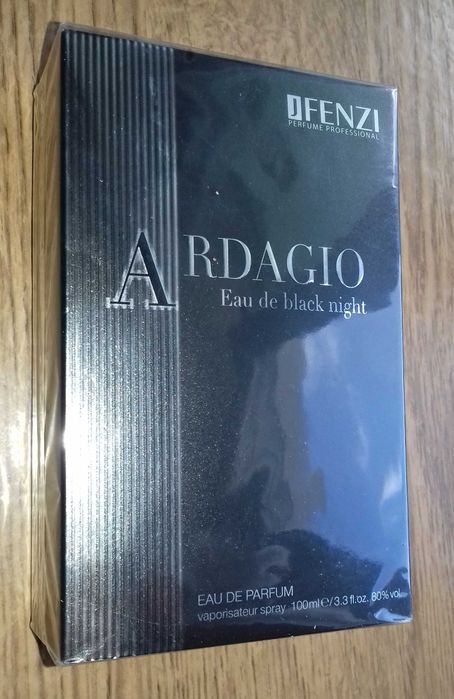 JFENZI
PERFUME PROFESSIONAL
ARDAGIO
Eau de black night
EAU DE PARFUM
vaporisateur spray 100ml℮/3.3 fl.oz. 80% vol